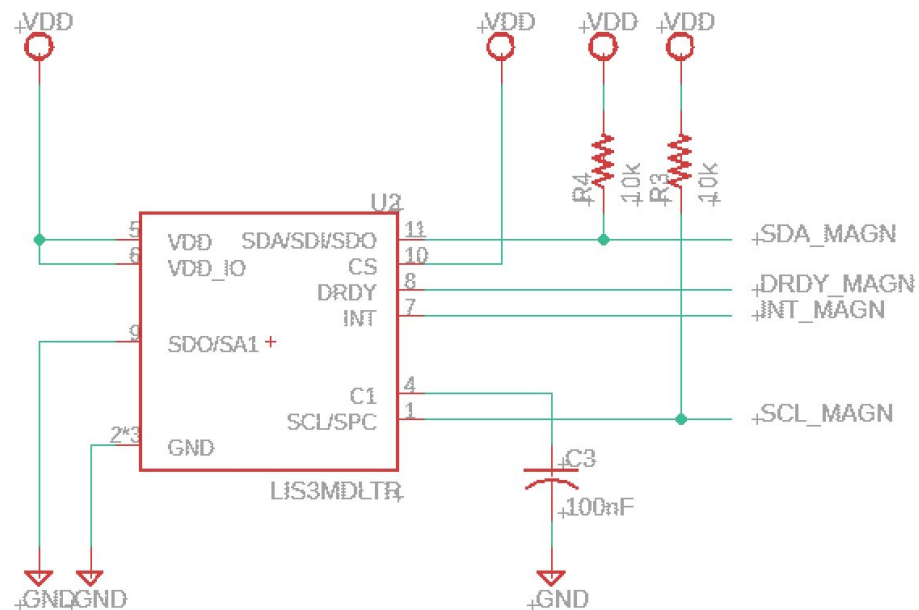 VDD
VDD
VDD
VDD
R4
10k
R3
10k
U2
5
VDD
SDA/SDI/SDO
11
SDA_MAGN
6
VDD_IO
CS
10
DRDY
8
DRDY_MAGN
INT
7
INT_MAGN
9
SDO/SA1
C1
4
SCL/SPC
1
SCL_MAGN
2*3
GND
C3
LIS3MDLTR
100nF
GND
GND
GND